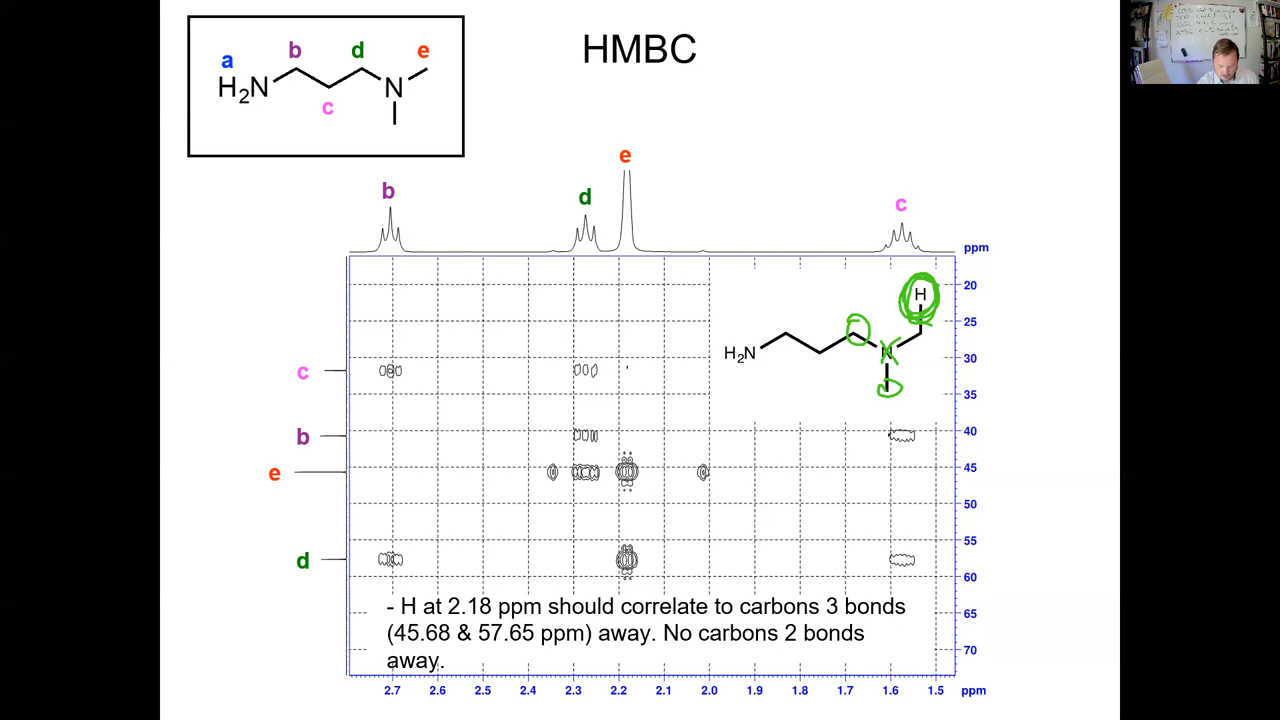 HMBC
a
b
c
d
e
H2N
N
b
d
e
c
ppm
20
25
30
35
40
45
50
55
60
65
70
H
H2N
N
c
b
e
d
- H at 2.18 ppm should correlate to carbons 3 bonds
(45.68 & 57.65 ppm) away. No carbons 2 bonds
away.
2.7 2.6 2.5 2.4 2.3 2.2 2.1 2.0 1.9 1.8 1.7 1.6 1.5 ppm